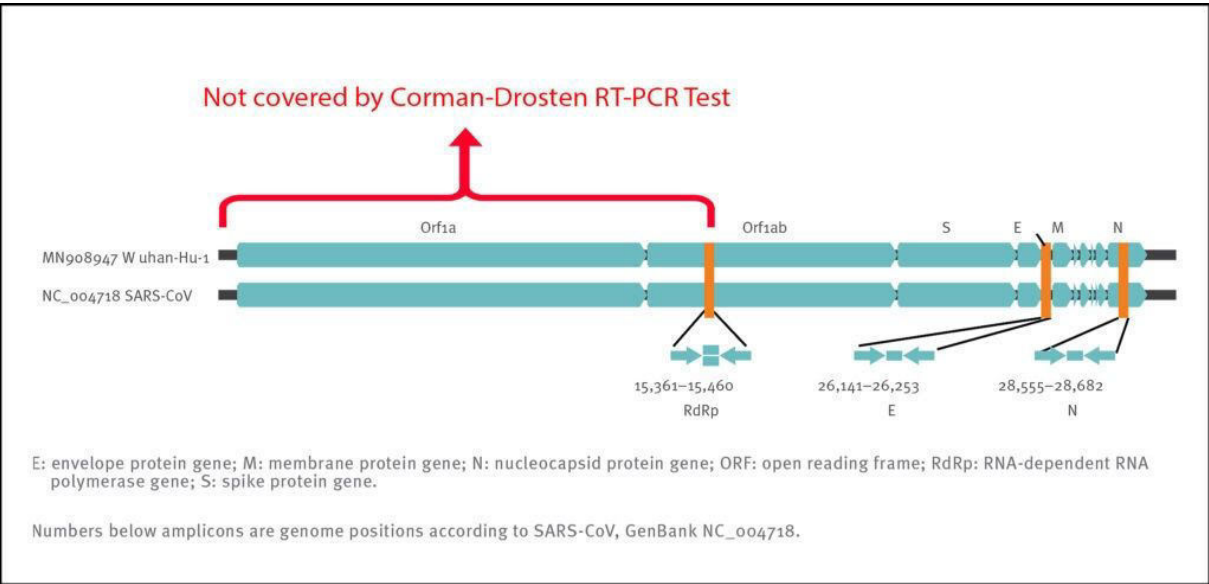 Not covered by Corman-Drosten RT-PCR Test
Orf1a Orf1ab S E M N
MN908947 W uhan-Hu-1
NC_004718 SARS-CoV
15,361–15,460 26,141–26,253 28,555–28,682
RdRp E N
E: envelope protein gene; M: membrane protein gene; N: nucleocapsid protein gene; ORF: open reading frame; RdRp: RNA-dependent RNA
polymerase gene; S: spike protein gene.
Numbers below amplicons are genome positions according to SARS-CoV, GenBank NC_004718.